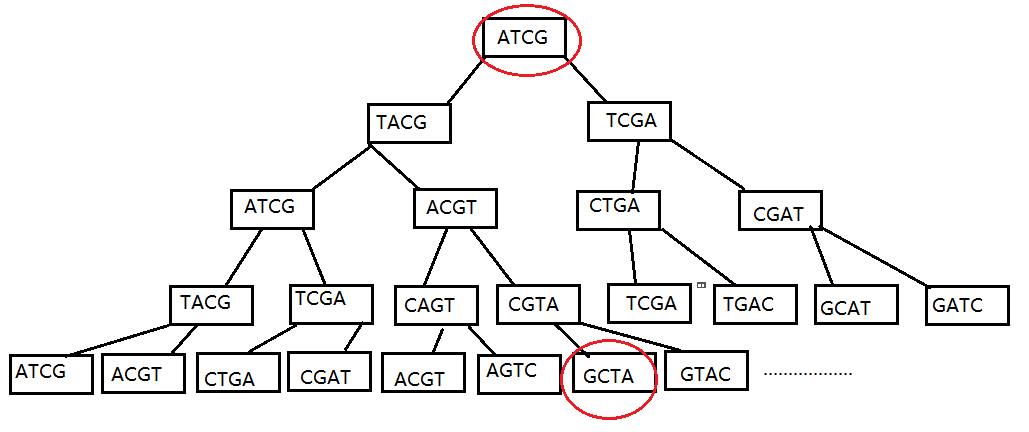 ATCG
TACG
TCGA
ATCG
ACGT
CTGA
CGAT
TACG
TCGA
CAGT
CGTA
TCGA
TGAC
GCAT
GATC
ATCG
ACGT
CTGA
CGAT
ACGT
AGTC
GCTA
GTAC
..................